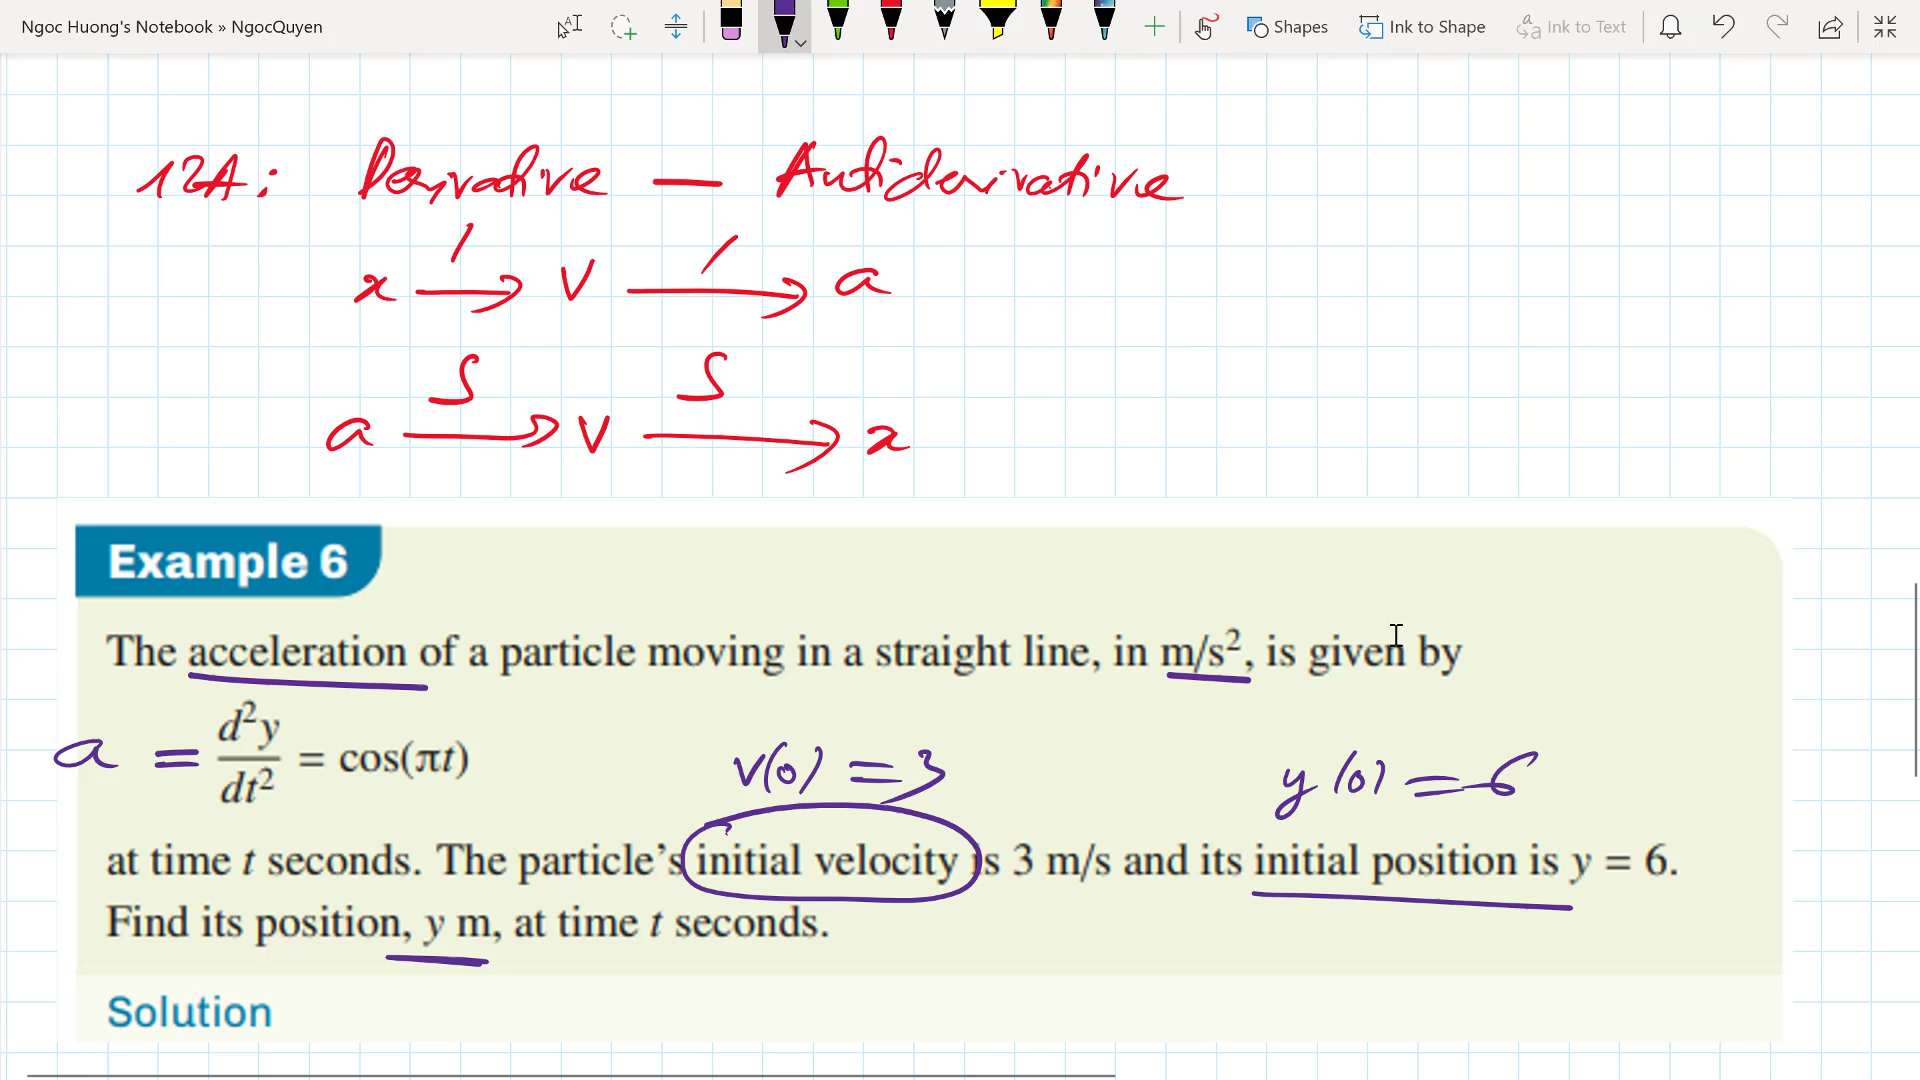 Ngoc Huong's Notebook » NgocQuyen
Shapes
Ink to Shape
Ink to Text
12A: Derivative — Antiderivative
x ⟶ v ⟶ a
∫ ∫
a ⟶ v ⟶ x
Example 6
The acceleration of a particle moving in a straight line, in m/s², is given by
a = d²y/dt² = cos(πt)
v(0) = 3 y(0) = 6
at time t seconds. The particle's initial velocity is 3 m/s and its initial position is y = 6.
Find its position, y m, at time t seconds.
Solution